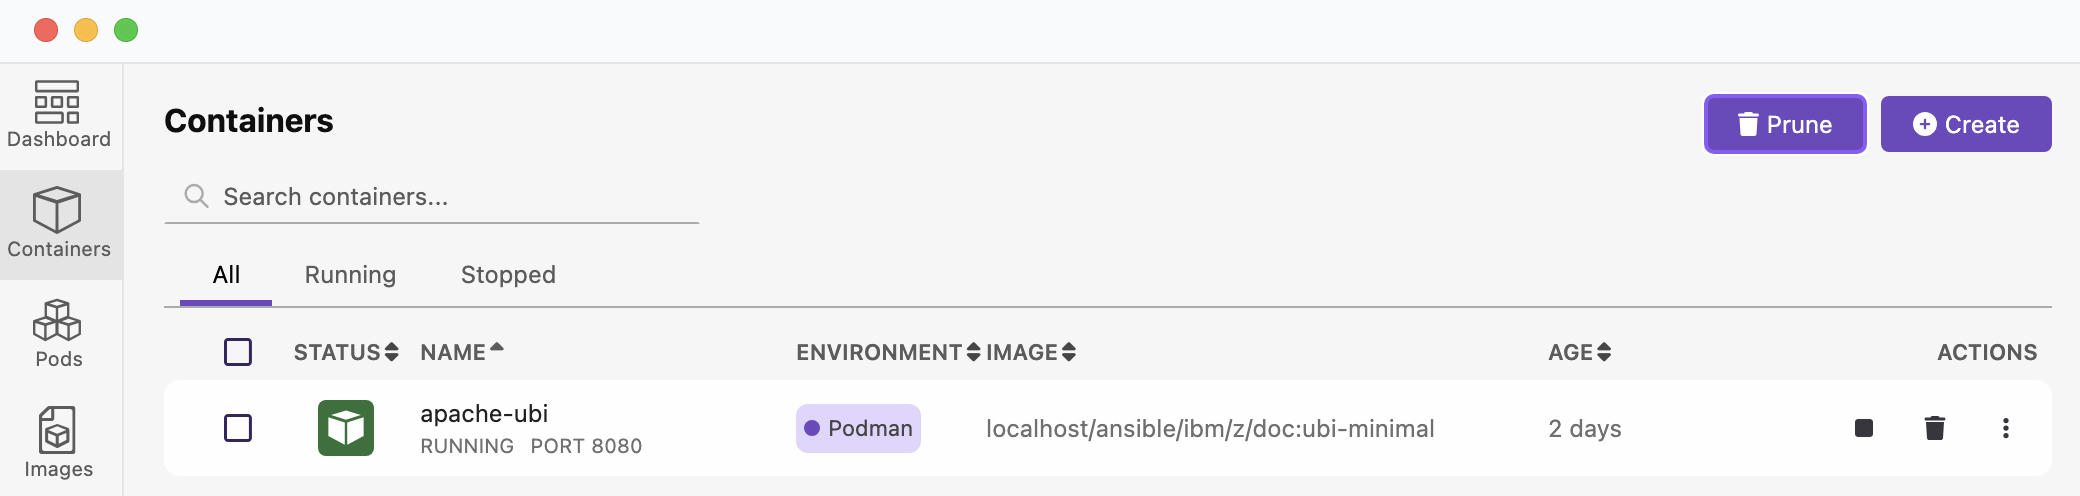 Dashboard
Containers
Pods
Images
Containers
Prune
Create
Search containers...
All Running Stopped
STATUS NAME ENVIRONMENT IMAGE AGE ACTIONS
apache-ubi
RUNNING PORT 8080
Podman
localhost/ansible/ibm/z/doc:ubi-minimal
2 days